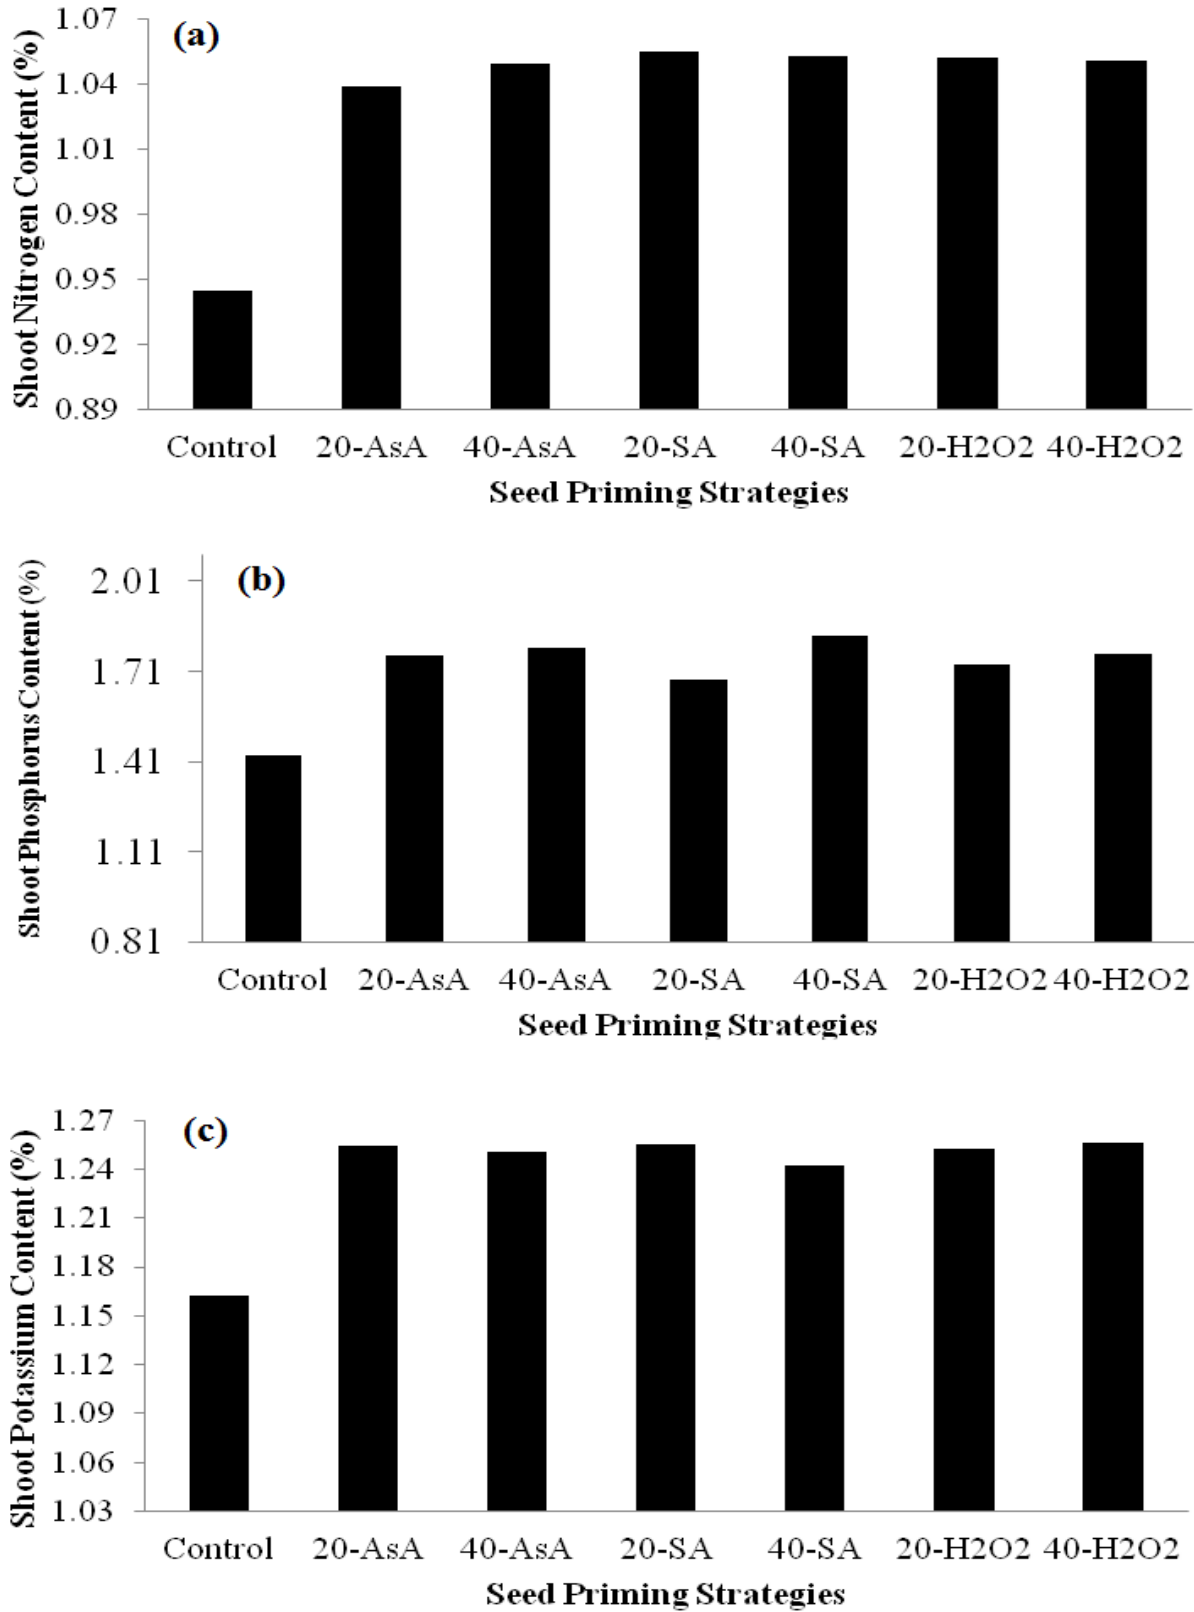 (a)
Shoot Nitrogen Content (%)
1.07
1.04
1.01
0.98
0.95
0.92
0.89
Control 20-AsA 40-AsA 20-SA 40-SA 20-H2O2 40-H2O2
Seed Priming Strategies
(b)
Shoot Phosphorus Content (%)
2.01
1.71
1.41
1.11
0.81
Control 20-AsA 40-AsA 20-SA 40-SA 20-H2O2 40-H2O2
Seed Priming Strategies
(c)
Shoot Potassium Content (%)
1.27
1.24
1.21
1.18
1.15
1.12
1.09
1.06
1.03
Control 20-AsA 40-AsA 20-SA 40-SA 20-H2O2 40-H2O2
Seed Priming Strategies